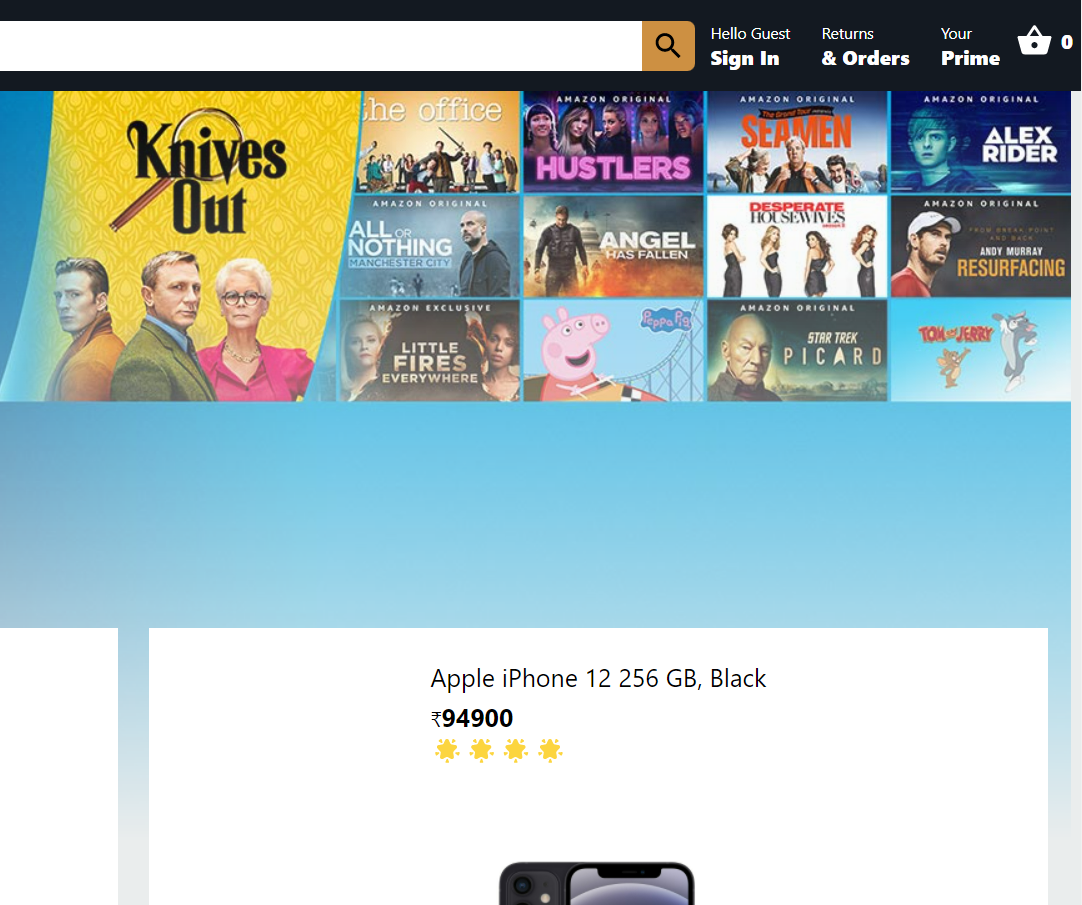 Hello Guest
Sign In
Returns
& Orders
Your
Prime
0
Knives
Out
the office
AMAZON ORIGINAL
HUSTLERS
AMAZON ORIGINAL
The Grand Tour presents
SEAMEN
AMAZON ORIGINAL
ALEX
RIDER
AMAZON ORIGINAL
ALL OR
NOTHING
MANCHESTER CITY
ANGEL
HAS FALLEN
DESPERATE
HOUSEWIVES
AMAZON ORIGINAL
FROM BREAK POINT
AND BACK
ANDY MURRAY
RESURFACING
AMAZON EXCLUSIVE
LITTLE
FIRES
EVERYWHERE
Peppa Pig
AMAZON ORIGINAL
STAR TREK
PICARD
TOM and JERRY
Apple iPhone 12 256 GB, Black
₹94900